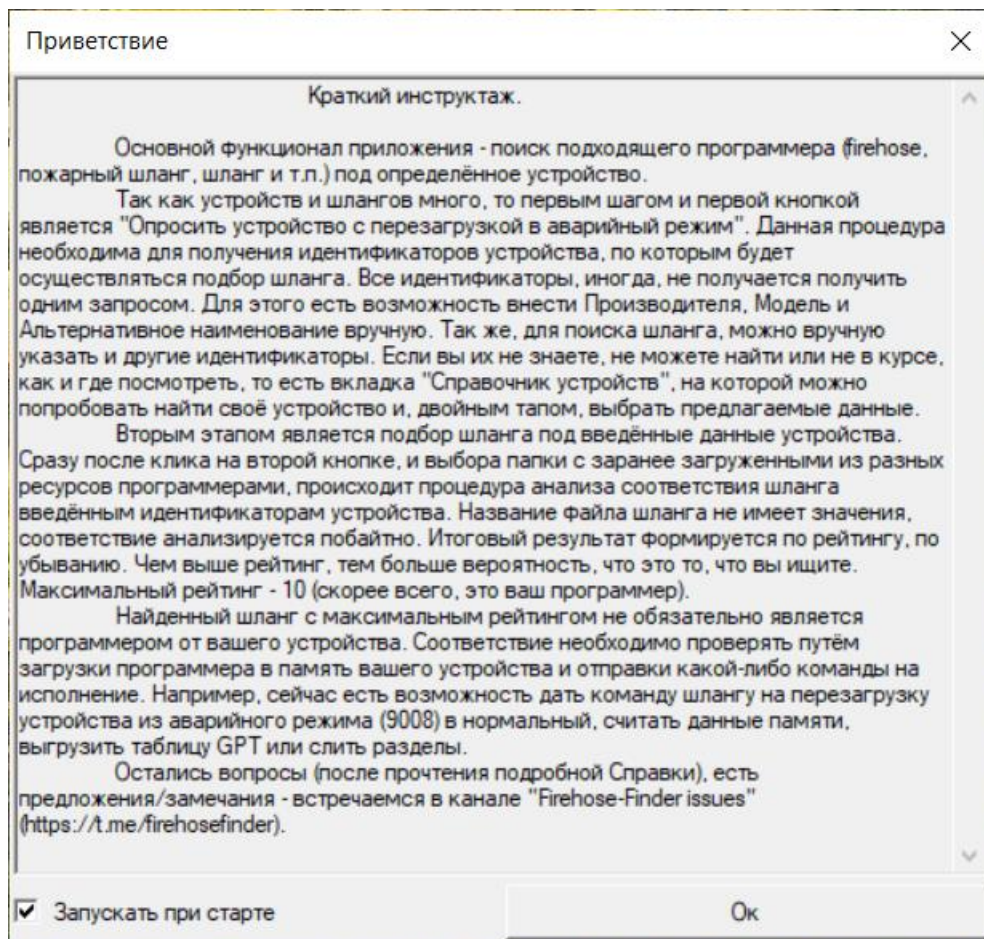 Приветствие
Краткий инструктаж.
Основной функционал приложения - поиск подходящего программера (firehose,
пожарный шланг, шланг и т.п.) под определённое устройство.
Так как устройств и шлангов много, то первым шагом и первой кнопкой
является "Опросить устройство с перезагрузкой в аварийный режим". Данная процедура
необходима для получения идентификаторов устройства, по которым будет
осуществляться подбор шланга. Все идентификаторы, иногда, не получается получить
одним запросом. Для этого есть возможность внести Производителя, Модель и
Альтернативное наименование вручную. Так же, для поиска шланга, можно вручную
указать и другие идентификаторы. Если вы их не знаете, не можете найти или не в курсе,
как и где посмотреть, то есть вкладка "Справочник устройств", на которой можно
попробовать найти своё устройство и, двойным тапом, выбрать предлагаемые данные.
Вторым этапом является подбор шланга под введённые данные устройства.
Сразу после клика на второй кнопке, и выбора папки с заранее загруженными из разных
ресурсов программерами, происходит процедура анализа соответствия шланга
введённым идентификаторам устройства. Название файла шланга не имеет значения,
соответствие анализируется побайтно. Итоговый результат формируется по рейтингу, по
убыванию. Чем выше рейтинг, тем больше вероятность, что это то, что вы ищите.
Максимальный рейтинг - 10 (скорее всего, это ваш программер).
Найденный шланг с максимальным рейтингом не обязательно является
программером от вашего устройства. Соответствие необходимо проверять путём
загрузки программера в память вашего устройства и отправки какой-либо команды на
исполнение. Например, сейчас есть возможность дать команду шлангу на перезагрузку
устройства из аварийного режима (9008) в нормальный, считать данные памяти,
выгрузить таблицу GPT или слить разделы.
Остались вопросы (после прочтения подробной Справки), есть
предложения/замечания - встречаемся в канале "Firehose-Finder issues"
(https://t.me/firehosefinder).
Запускать при старте
Ок